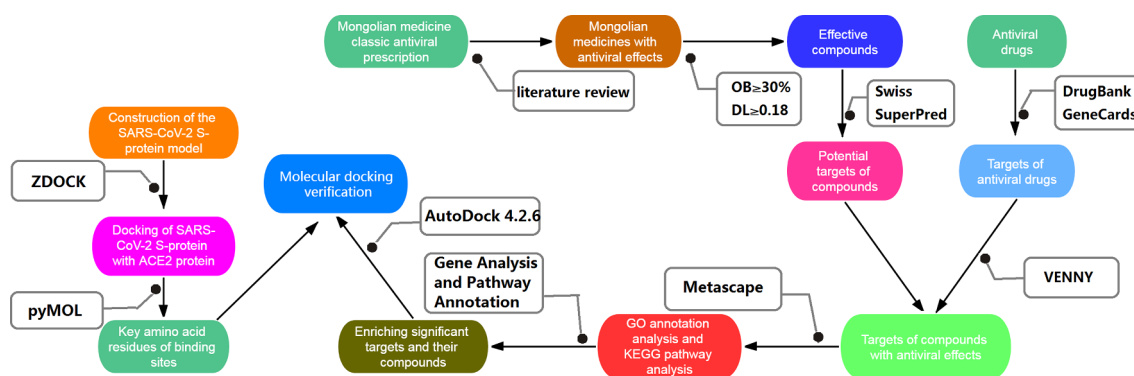 Mongolian medicine
classic antiviral
prescription
literature review
Mongolian
medicines with
antiviral effects
OB≥30%
DL≥0.18
Effective
compounds
Swiss
SuperPred
Antiviral
drugs
DrugBank
GeneCards
Construction of the
SARS-CoV-2 S-
protein model
ZDOCK
Docking of SARS-
CoV-2 S-protein
with ACE2 protein
pyMOL
Key amino acid
residues of binding
sites
Molecular docking
verification
AutoDock 4.2.6
Potential
targets of
compounds
Targets of
antiviral drugs
VENNY
Targets of compounds
with antiviral effects
Metascape
GO annotation
analysis and
KEGG pathway
analysis
Gene Analysis
and Pathway
Annotation
Enriching significant
targets and their
compounds